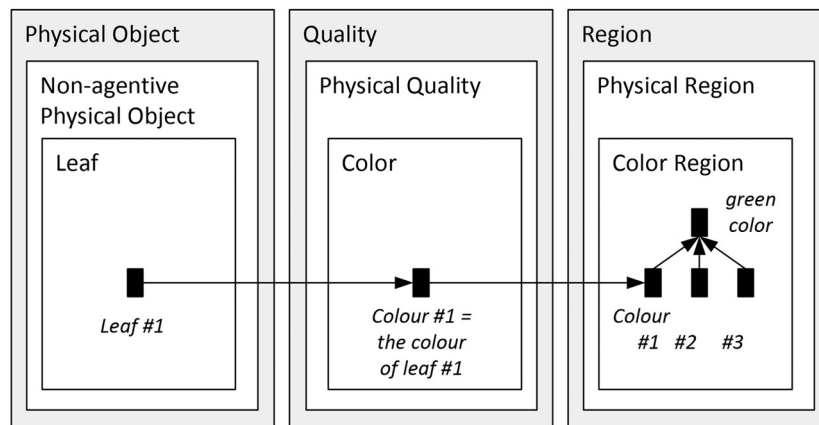 Physical Object
Non-agentive
Physical Object
Leaf
Leaf #1
Quality
Physical Quality
Color
Colour #1 =
the colour
of leaf #1
Region
Physical Region
Color Region
green
color
Colour
#1 #2 #3